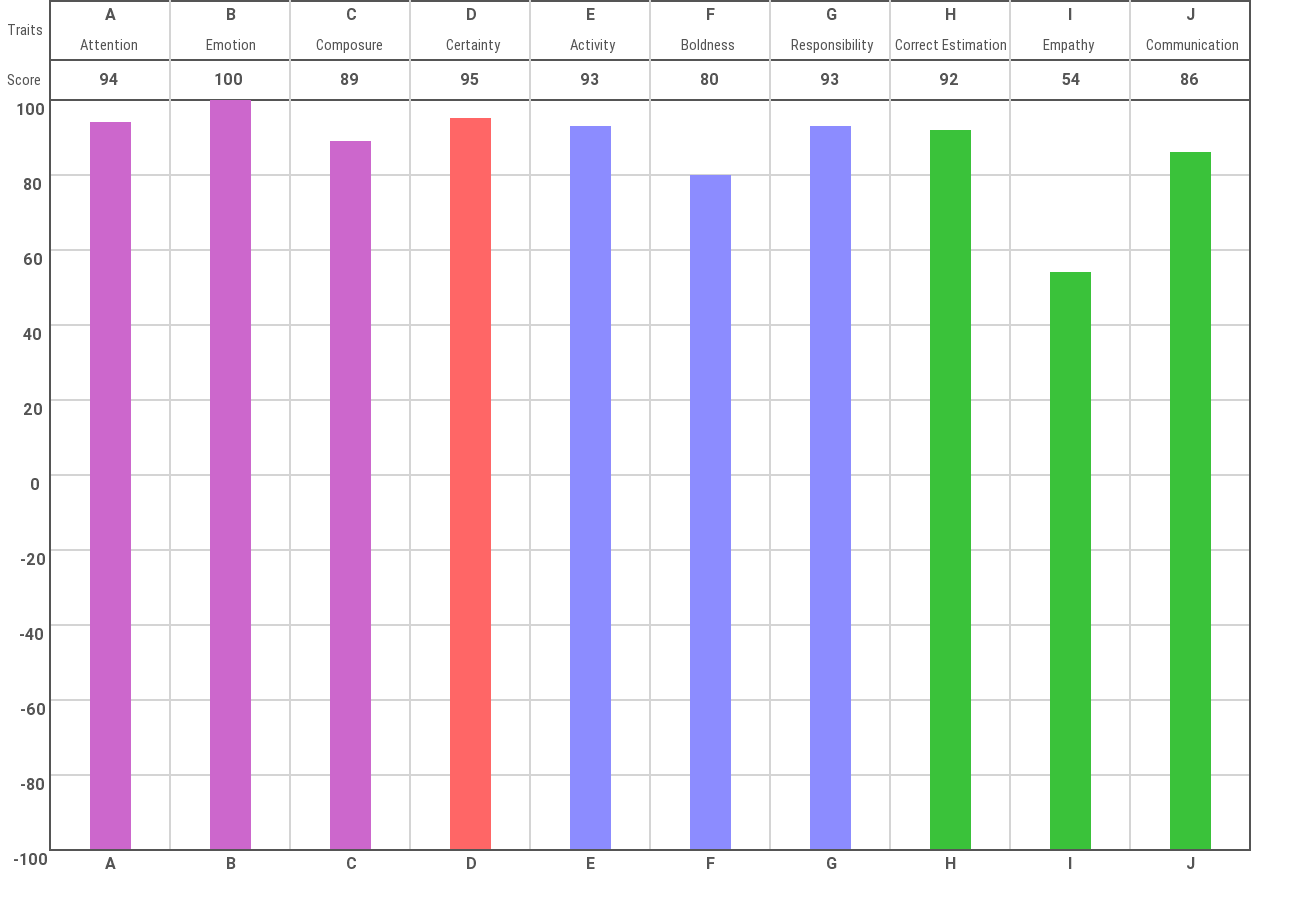 Traits A B C D E F G H I J
Attention Emotion Composure Certainty Activity Boldness Responsibility Correct Estimation Empathy Communication
Score 94 100 89 95 93 80 93 92 54 86
100
80
60
40
20
0
-20
-40
-60
-80
-100
A B C D E F G H I J